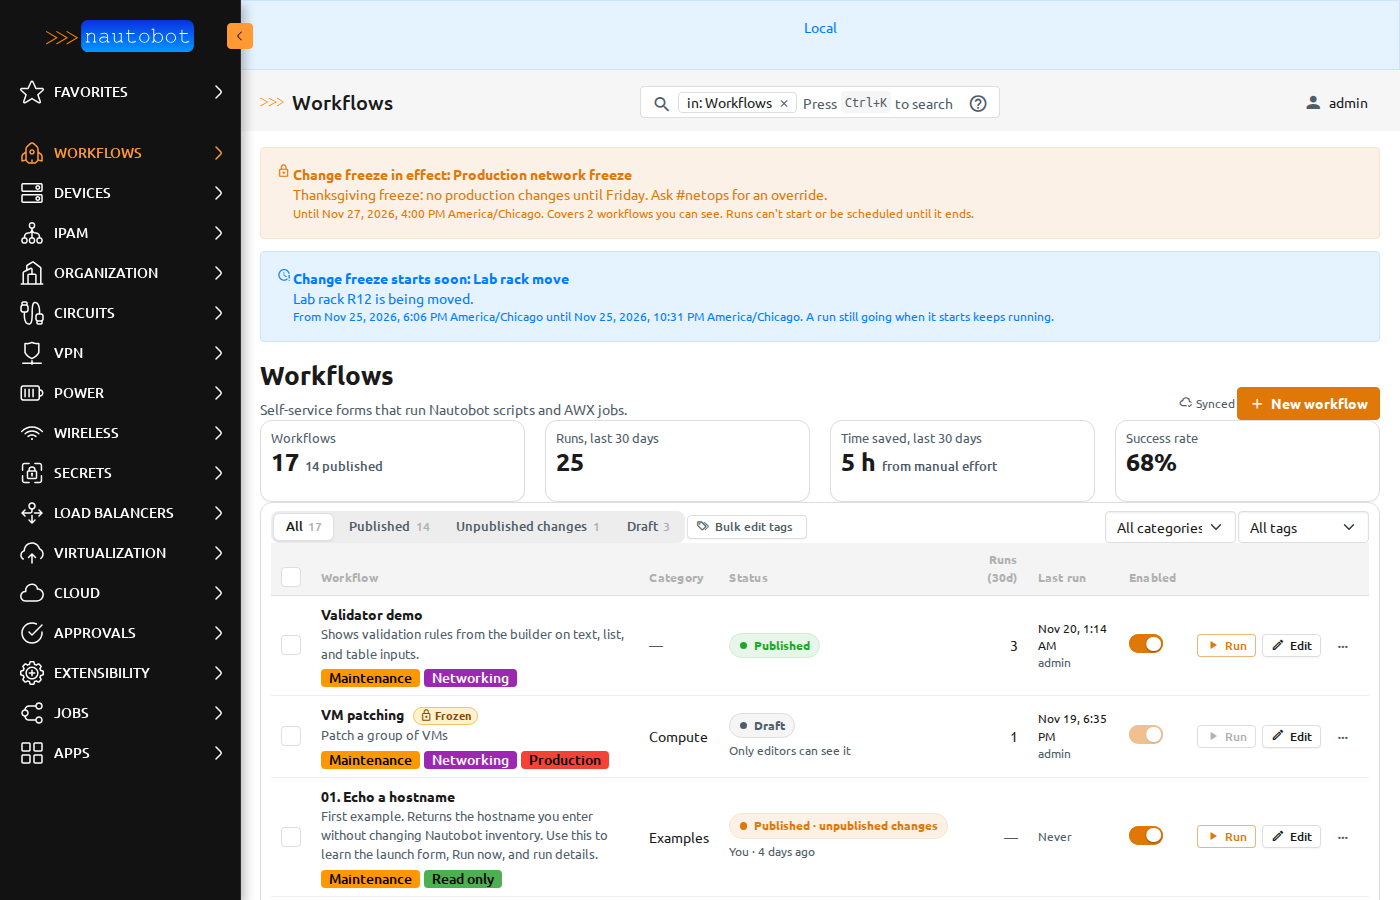 Local
>>> nautobot
FAVORITES
WORKFLOWS
DEVICES
IPAM
ORGANIZATION
CIRCUITS
VPN
POWER
WIRELESS
SECRETS
LOAD BALANCERS
VIRTUALIZATION
CLOUD
APPROVALS
EXTENSIBILITY
JOBS
APPS
>>> Workflows
in: Workflows × Press Ctrl+K to search
admin
Change freeze in effect: Production network freeze
Thanksgiving freeze: no production changes until Friday. Ask #netops for an override.
Until Nov 27, 2026, 4:00 PM America/Chicago. Covers 2 workflows you can see. Runs can't start or be scheduled until it ends.
Change freeze starts soon: Lab rack move
Lab rack R12 is being moved.
From Nov 25, 2026, 6:06 PM America/Chicago until Nov 25, 2026, 10:31 PM America/Chicago. A run still going when it starts keeps running.
Workflows
Self-service forms that run Nautobot scripts and AWX jobs.
Synced
+ New workflow
Workflows
17 14 published
Runs, last 30 days
25
Time saved, last 30 days
5 h from manual effort
Success rate
68%
All 17 Published 14 Unpublished changes 1 Draft 3 Bulk edit tags All categories All tags
Workflow Category Status Runs (30d) Last run Enabled
Validator demo
Shows validation rules from the builder on text, list,
and table inputs.
Maintenance Networking
—
Published
3
Nov 20, 1:14
AM
admin
Run Edit ...
VM patching Frozen
Patch a group of VMs
Maintenance Networking Production
Compute
Draft
Only editors can see it
1
Nov 19, 6:35
PM
admin
Run Edit ...
01. Echo a hostname
First example. Returns the hostname you enter
without changing Nautobot inventory. Use this to
learn the launch form, Run now, and run details.
Maintenance Read only
Examples
Published · unpublished changes
You · 4 days ago
—
Never
Run Edit ...